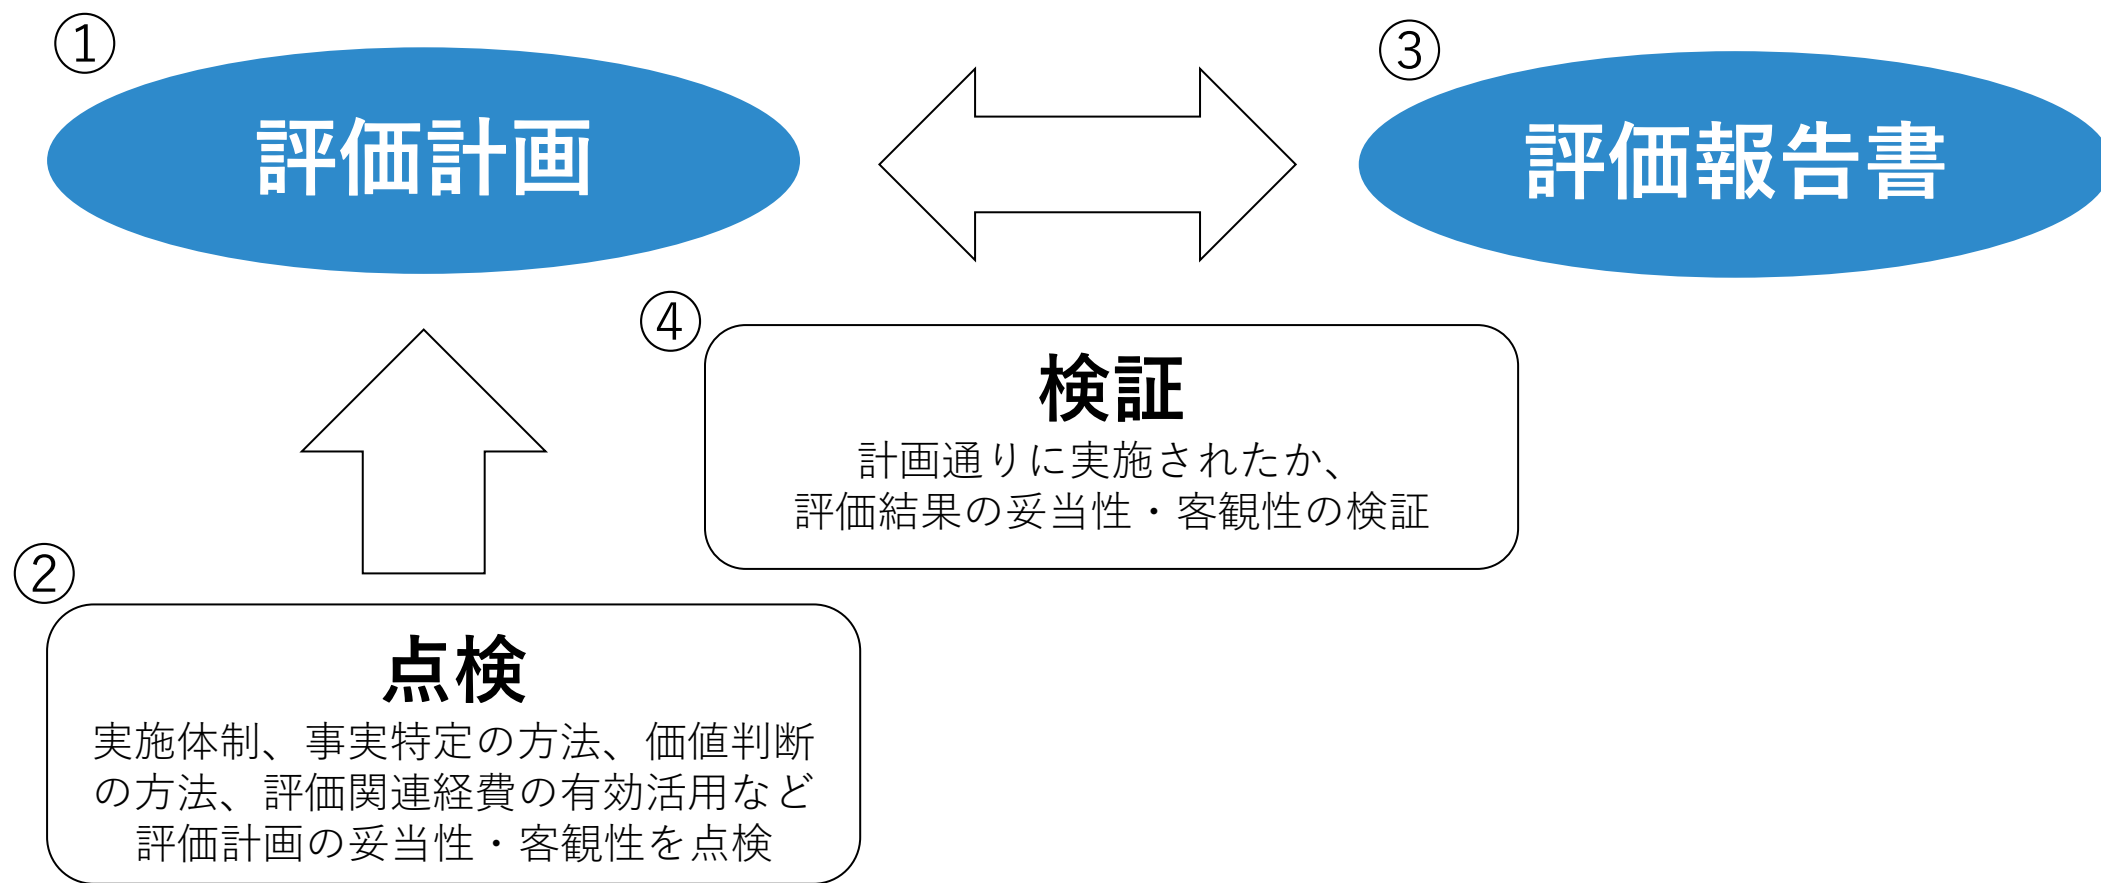 ①
評価計画
②
点検
実施体制、事実特定の方法、価値判断
の方法、評価関連経費の有効活用など
評価計画の妥当性・客観性を点検
③
評価報告書
④
検証
計画通りに実施されたか、
評価結果の妥当性・客観性の検証